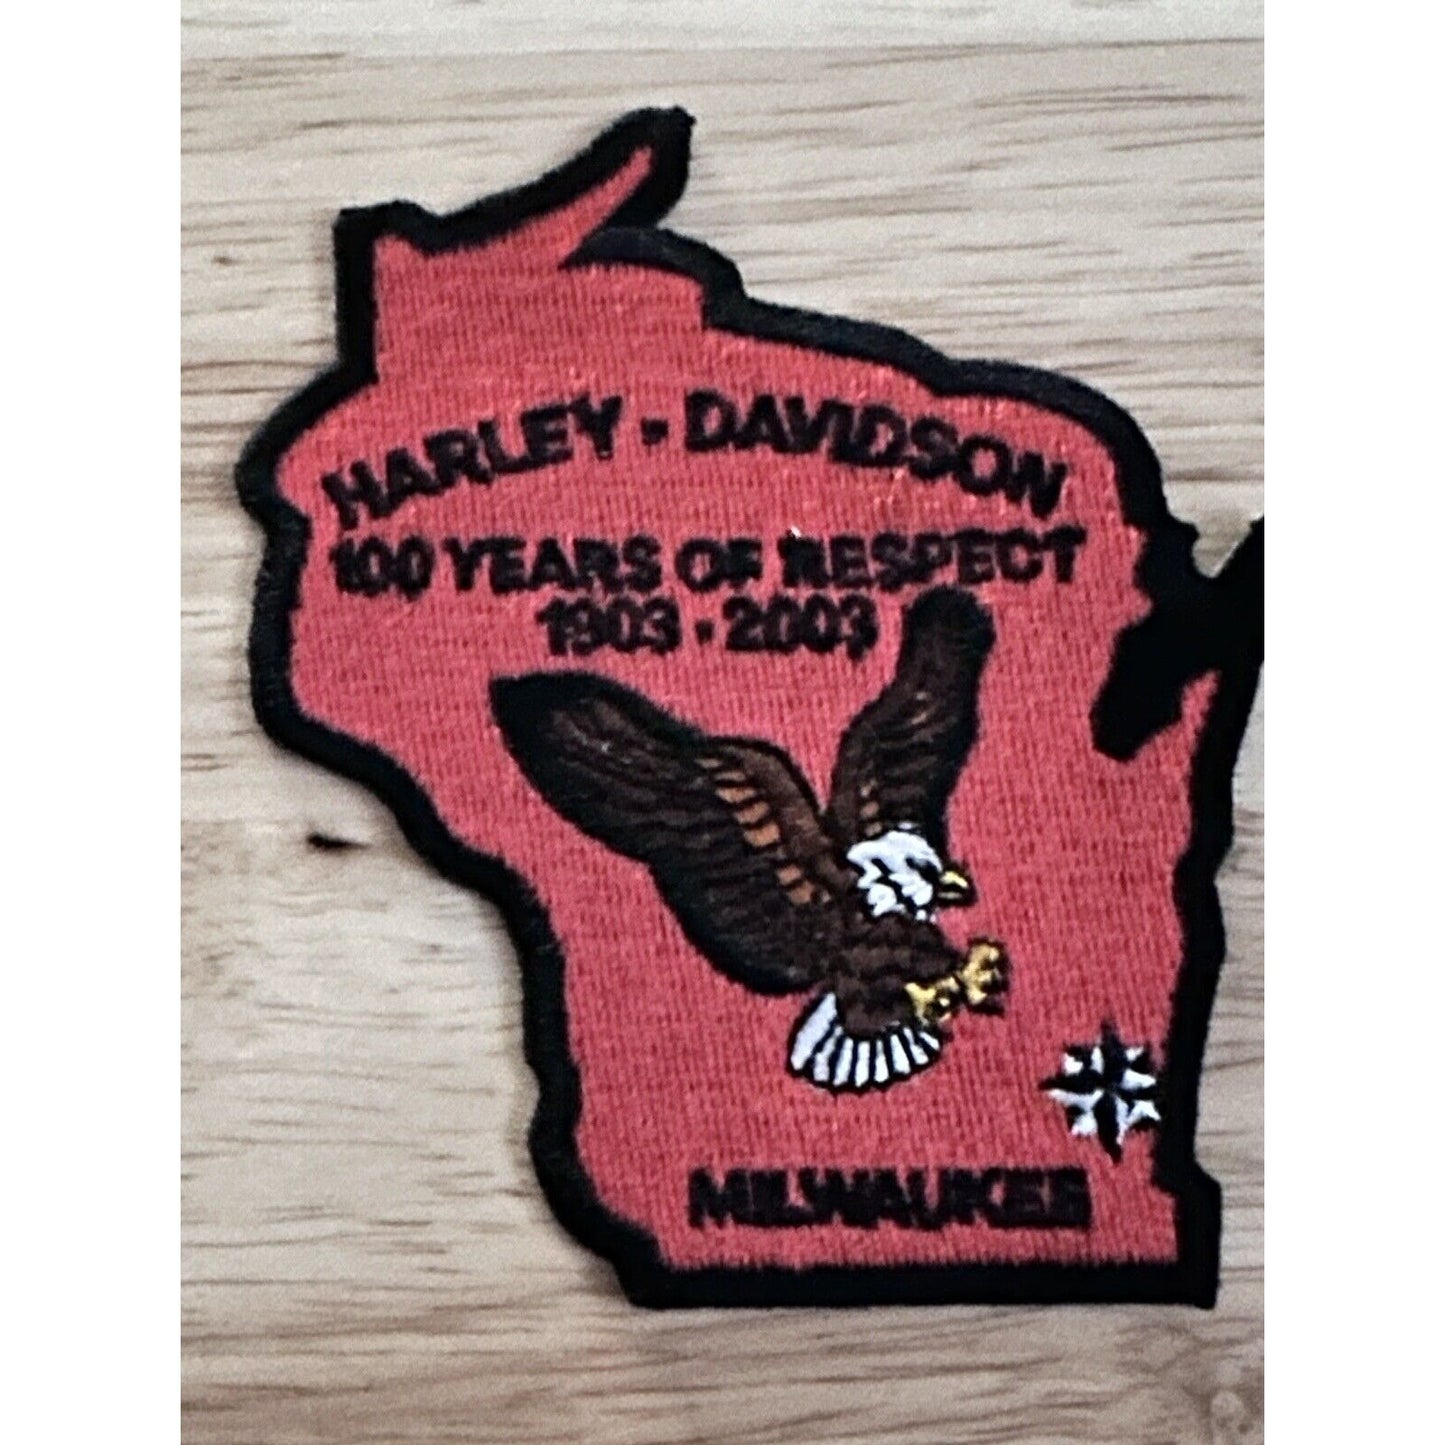 HARLEY · DAVIDSON
100 YEARS OF RESPECT
1903 · 2003
MILWAUKEE